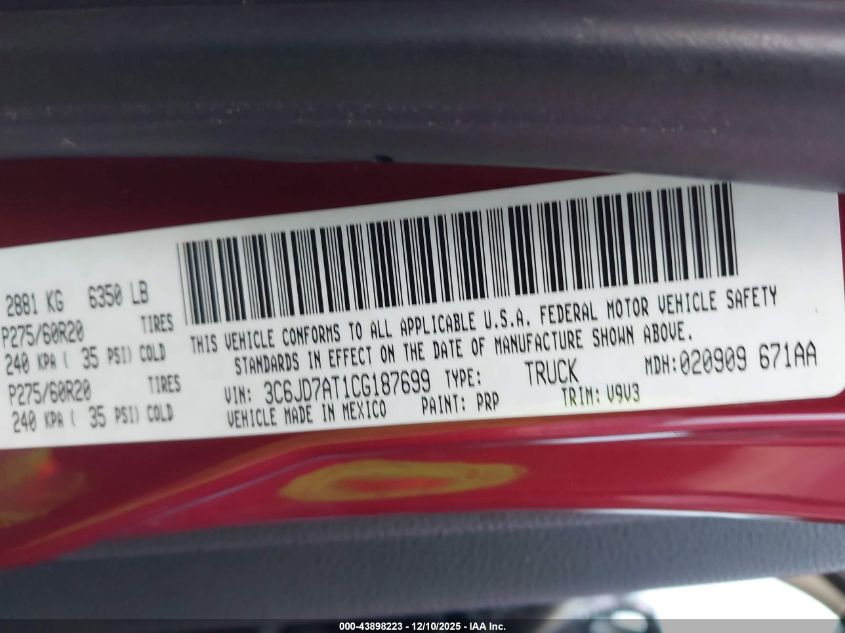 2881 KG 6350 LB
P275/60R20 TIRES
240 KPA ( 35 PSI) COLD
P275/60R20 TIRES
240 KPA ( 35 PSI) COLD
THIS VEHICLE CONFORMS TO ALL APPLICABLE U.S.A. FEDERAL MOTOR VEHICLE SAFETY
STANDARDS IN EFFECT ON THE DATE OF MANUFACTURE SHOWN ABOVE.
VIN: 3C6JD7AT1CG187699 TYPE: TRUCK MDH:020909 671AA
VEHICLE MADE IN MEXICO PAINT: PRP TRIM: V9V3
000-43898223 - 12/10/2025 - IAA Inc.